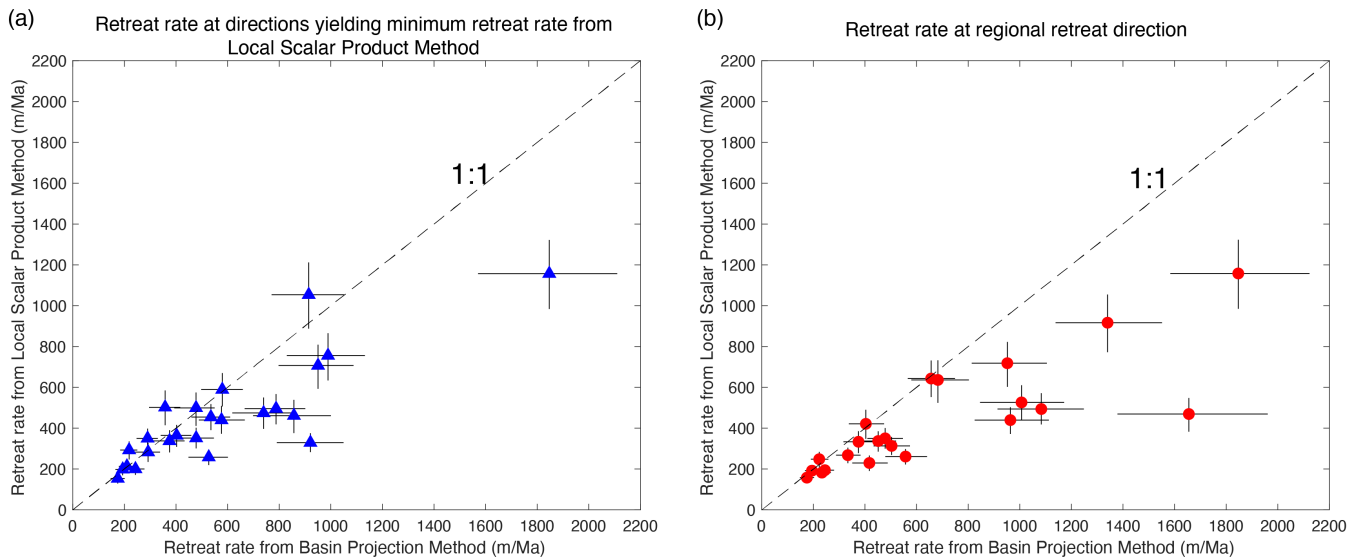 (a)
Retreat rate at directions yielding minimum retreat rate from
Local Scalar Product Method
2200
2000
1800
1600
1400
1200
1000
800
600
400
200
0
0 200 400 600 800 1000 1200 1400 1600 1800 2000 2200
Retreat rate from Local Scalar Product Method (m/Ma)
Retreat rate from Basin Projection Method (m/Ma)
1:1
(b)
Retreat rate at regional retreat direction
2200
2000
1800
1600
1400
1200
1000
800
600
400
200
0
0 200 400 600 800 1000 1200 1400 1600 1800 2000 2200
Retreat rate from Local Scalar Product Method (m/Ma)
Retreat rate from Basin Projection Method (m/Ma)
1:1